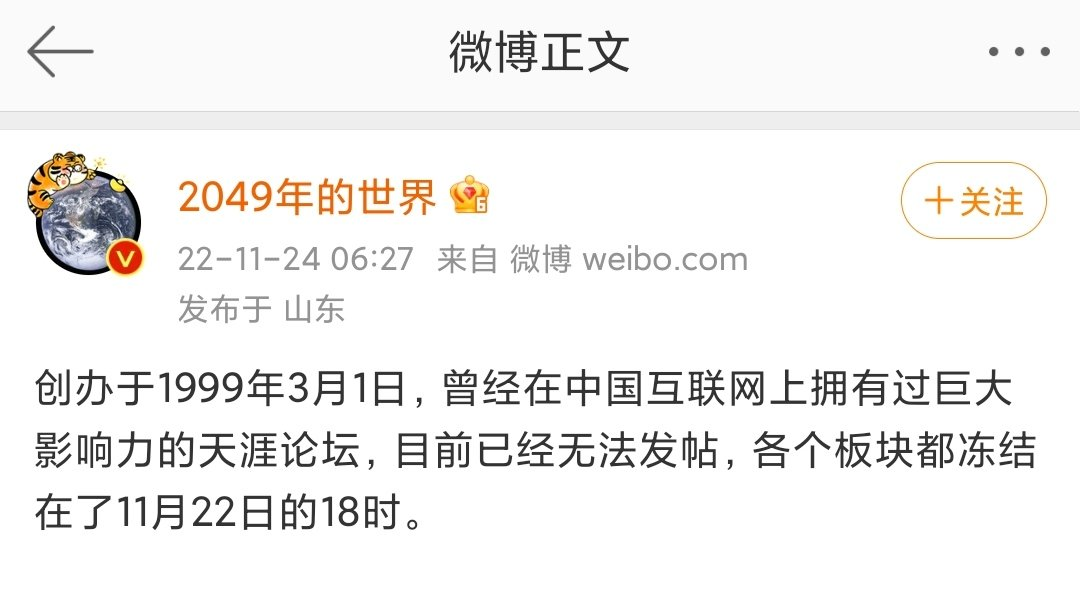 微博正文
2049年的世界
+关注
22-11-24 06:27 来自 微博 weibo.com
发布于 山东
创办于1999年3月1日，曾经在中国互联网上拥有过巨大
影响力的天涯论坛，目前已经无法发帖，各个板块都冻结
在了11月22日的18时。